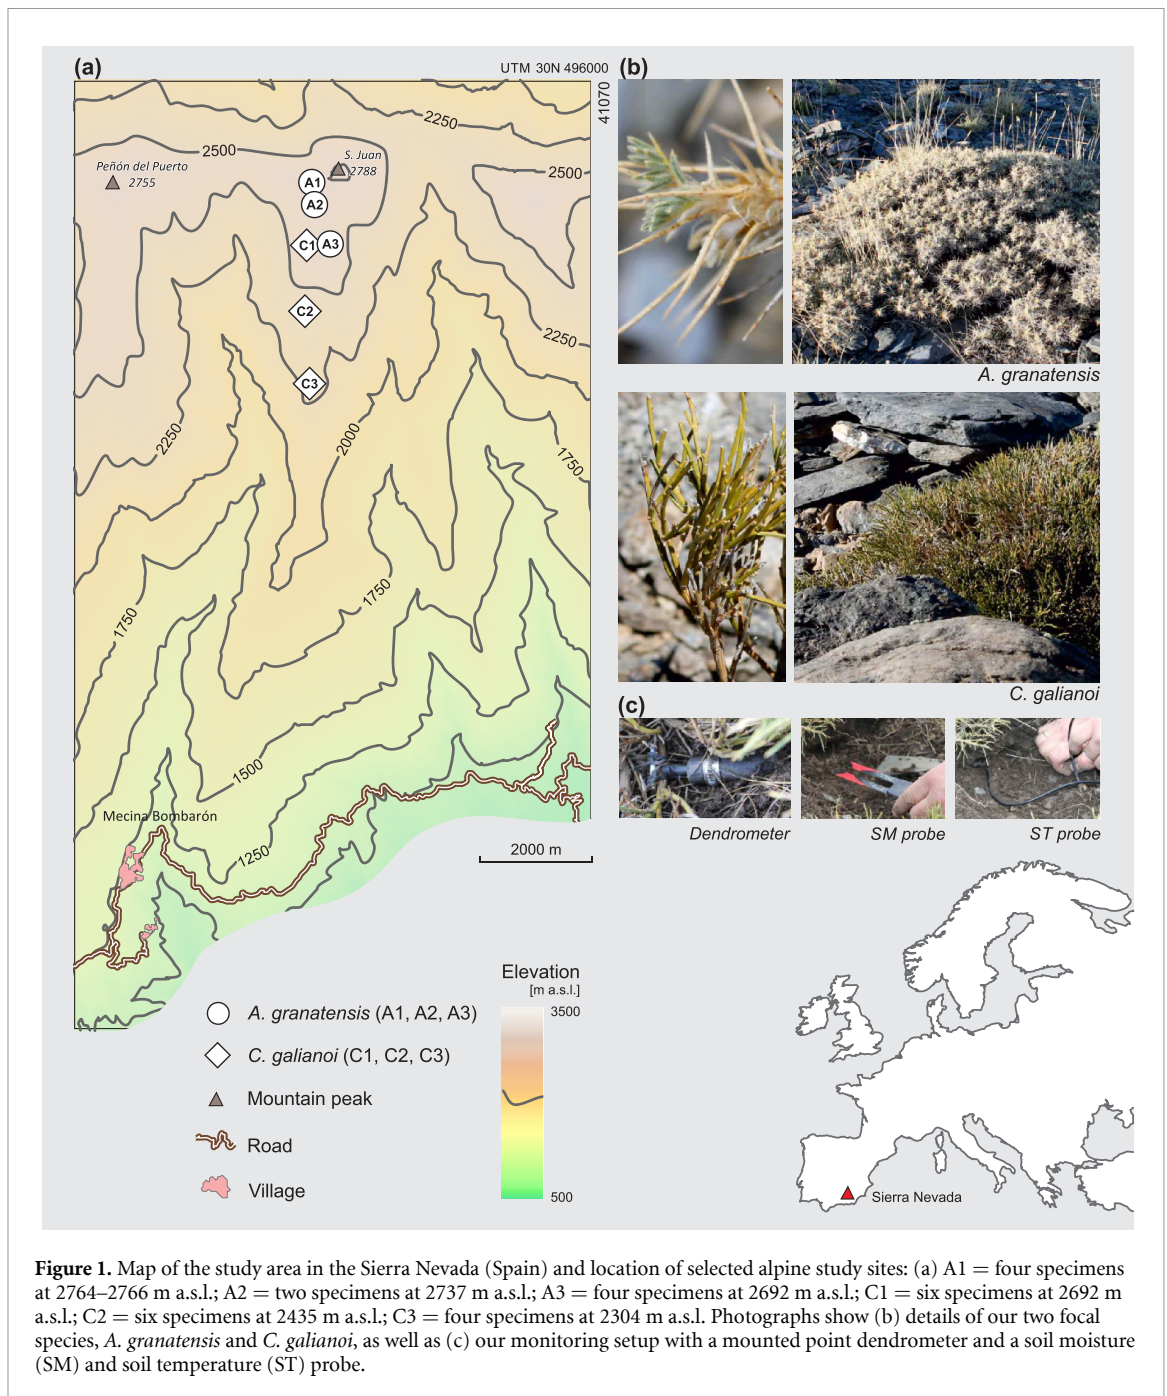 (a)
UTM 30N 496000
41070
2250
2500
Peñón del Puerto
2755
S. Juan
2788
2500
A1
A2
C1
A3
C2
2250
C3
2250
2000
1750
1750
1750
1500
Mecina Bombarón
1250
2000 m
Elevation
[m a.s.l.]
3500
500
A. granatensis (A1, A2, A3)
C. galianoi (C1, C2, C3)
Mountain peak
Road
Village
(b)
A. granatensis
C. galianoi
(c)
Dendrometer
SM probe
ST probe
Sierra Nevada
Figure 1. Map of the study area in the Sierra Nevada (Spain) and location of selected alpine study sites: (a) A1 = four specimens
at 2764–2766 m a.s.l.; A2 = two specimens at 2737 m a.s.l.; A3 = four specimens at 2692 m a.s.l.; C1 = six specimens at 2692 m
a.s.l.; C2 = six specimens at 2435 m a.s.l.; C3 = four specimens at 2304 m a.s.l. Photographs show (b) details of our two focal
species, A. granatensis and C. galianoi, as well as (c) our monitoring setup with a mounted point dendrometer and a soil moisture
(SM) and soil temperature (ST) probe.